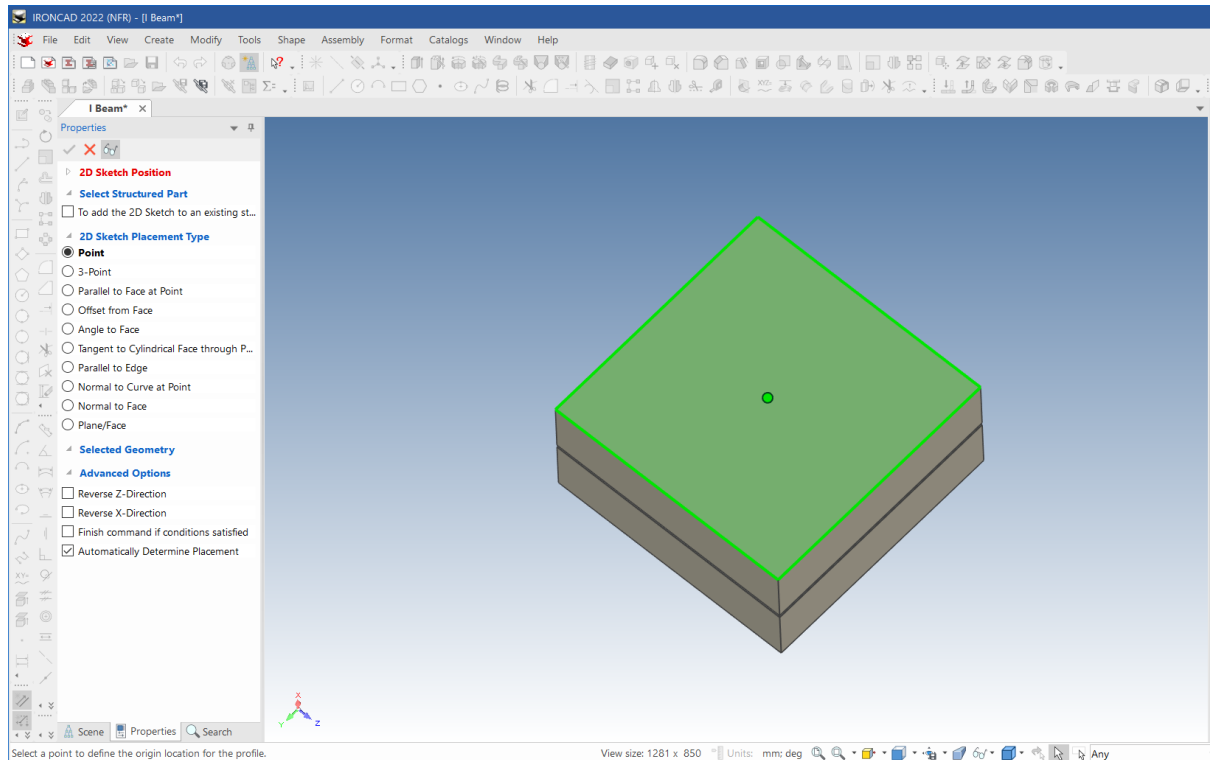 IRONCAD 2022 (NFR) - [I Beam*]
File Edit View Create Modify Tools Shape Assembly Format Catalogs Window Help
I Beam*
Properties
2D Sketch Position
Select Structured Part
To add the 2D Sketch to an existing st...
2D Sketch Placement Type
Point
3-Point
Parallel to Face at Point
Offset from Face
Angle to Face
Tangent to Cylindrical Face through P...
Parallel to Edge
Normal to Curve at Point
Normal to Face
Plane/Face
Selected Geometry
Advanced Options
Reverse Z-Direction
Reverse X-Direction
Finish command if conditions satisfied
Automatically Determine Placement
X
Y
Z
Scene Properties Search
Select a point to define the origin location for the profile. View size: 1281 x 850 Units: mm; deg Any